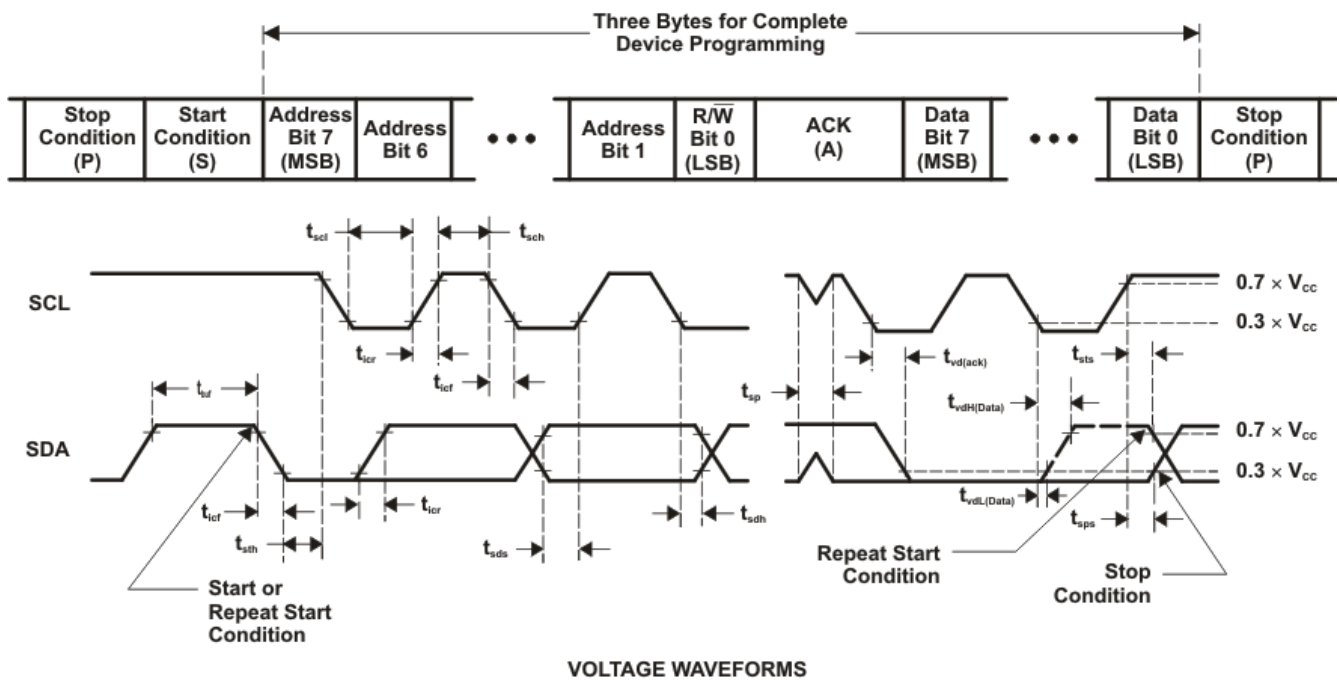 Three Bytes for Complete
Device Programming
Stop
Condition
(P)
Start
Condition
(S)
Address
Bit 7
(MSB)
Address
Bit 6
•••
Address
Bit 1
R/W̅
Bit 0
(LSB)
ACK
(A)
Data
Bit 7
(MSB)
•••
Data
Bit 0
(LSB)
Stop
Condition
(P)
tscl
tsch
SCL
0.7 × VCC
0.3 × VCC
ticr
ticf
tvd(ack)
tsts
tsp
tvdH(Data)
tbuf
SDA
0.7 × VCC
0.3 × VCC
ticf
ticr
tsth
tsds
tsdh
tvdL(Data)
tsps
Start or
Repeat Start
Condition
Repeat Start
Condition
Stop
Condition
VOLTAGE WAVEFORMS